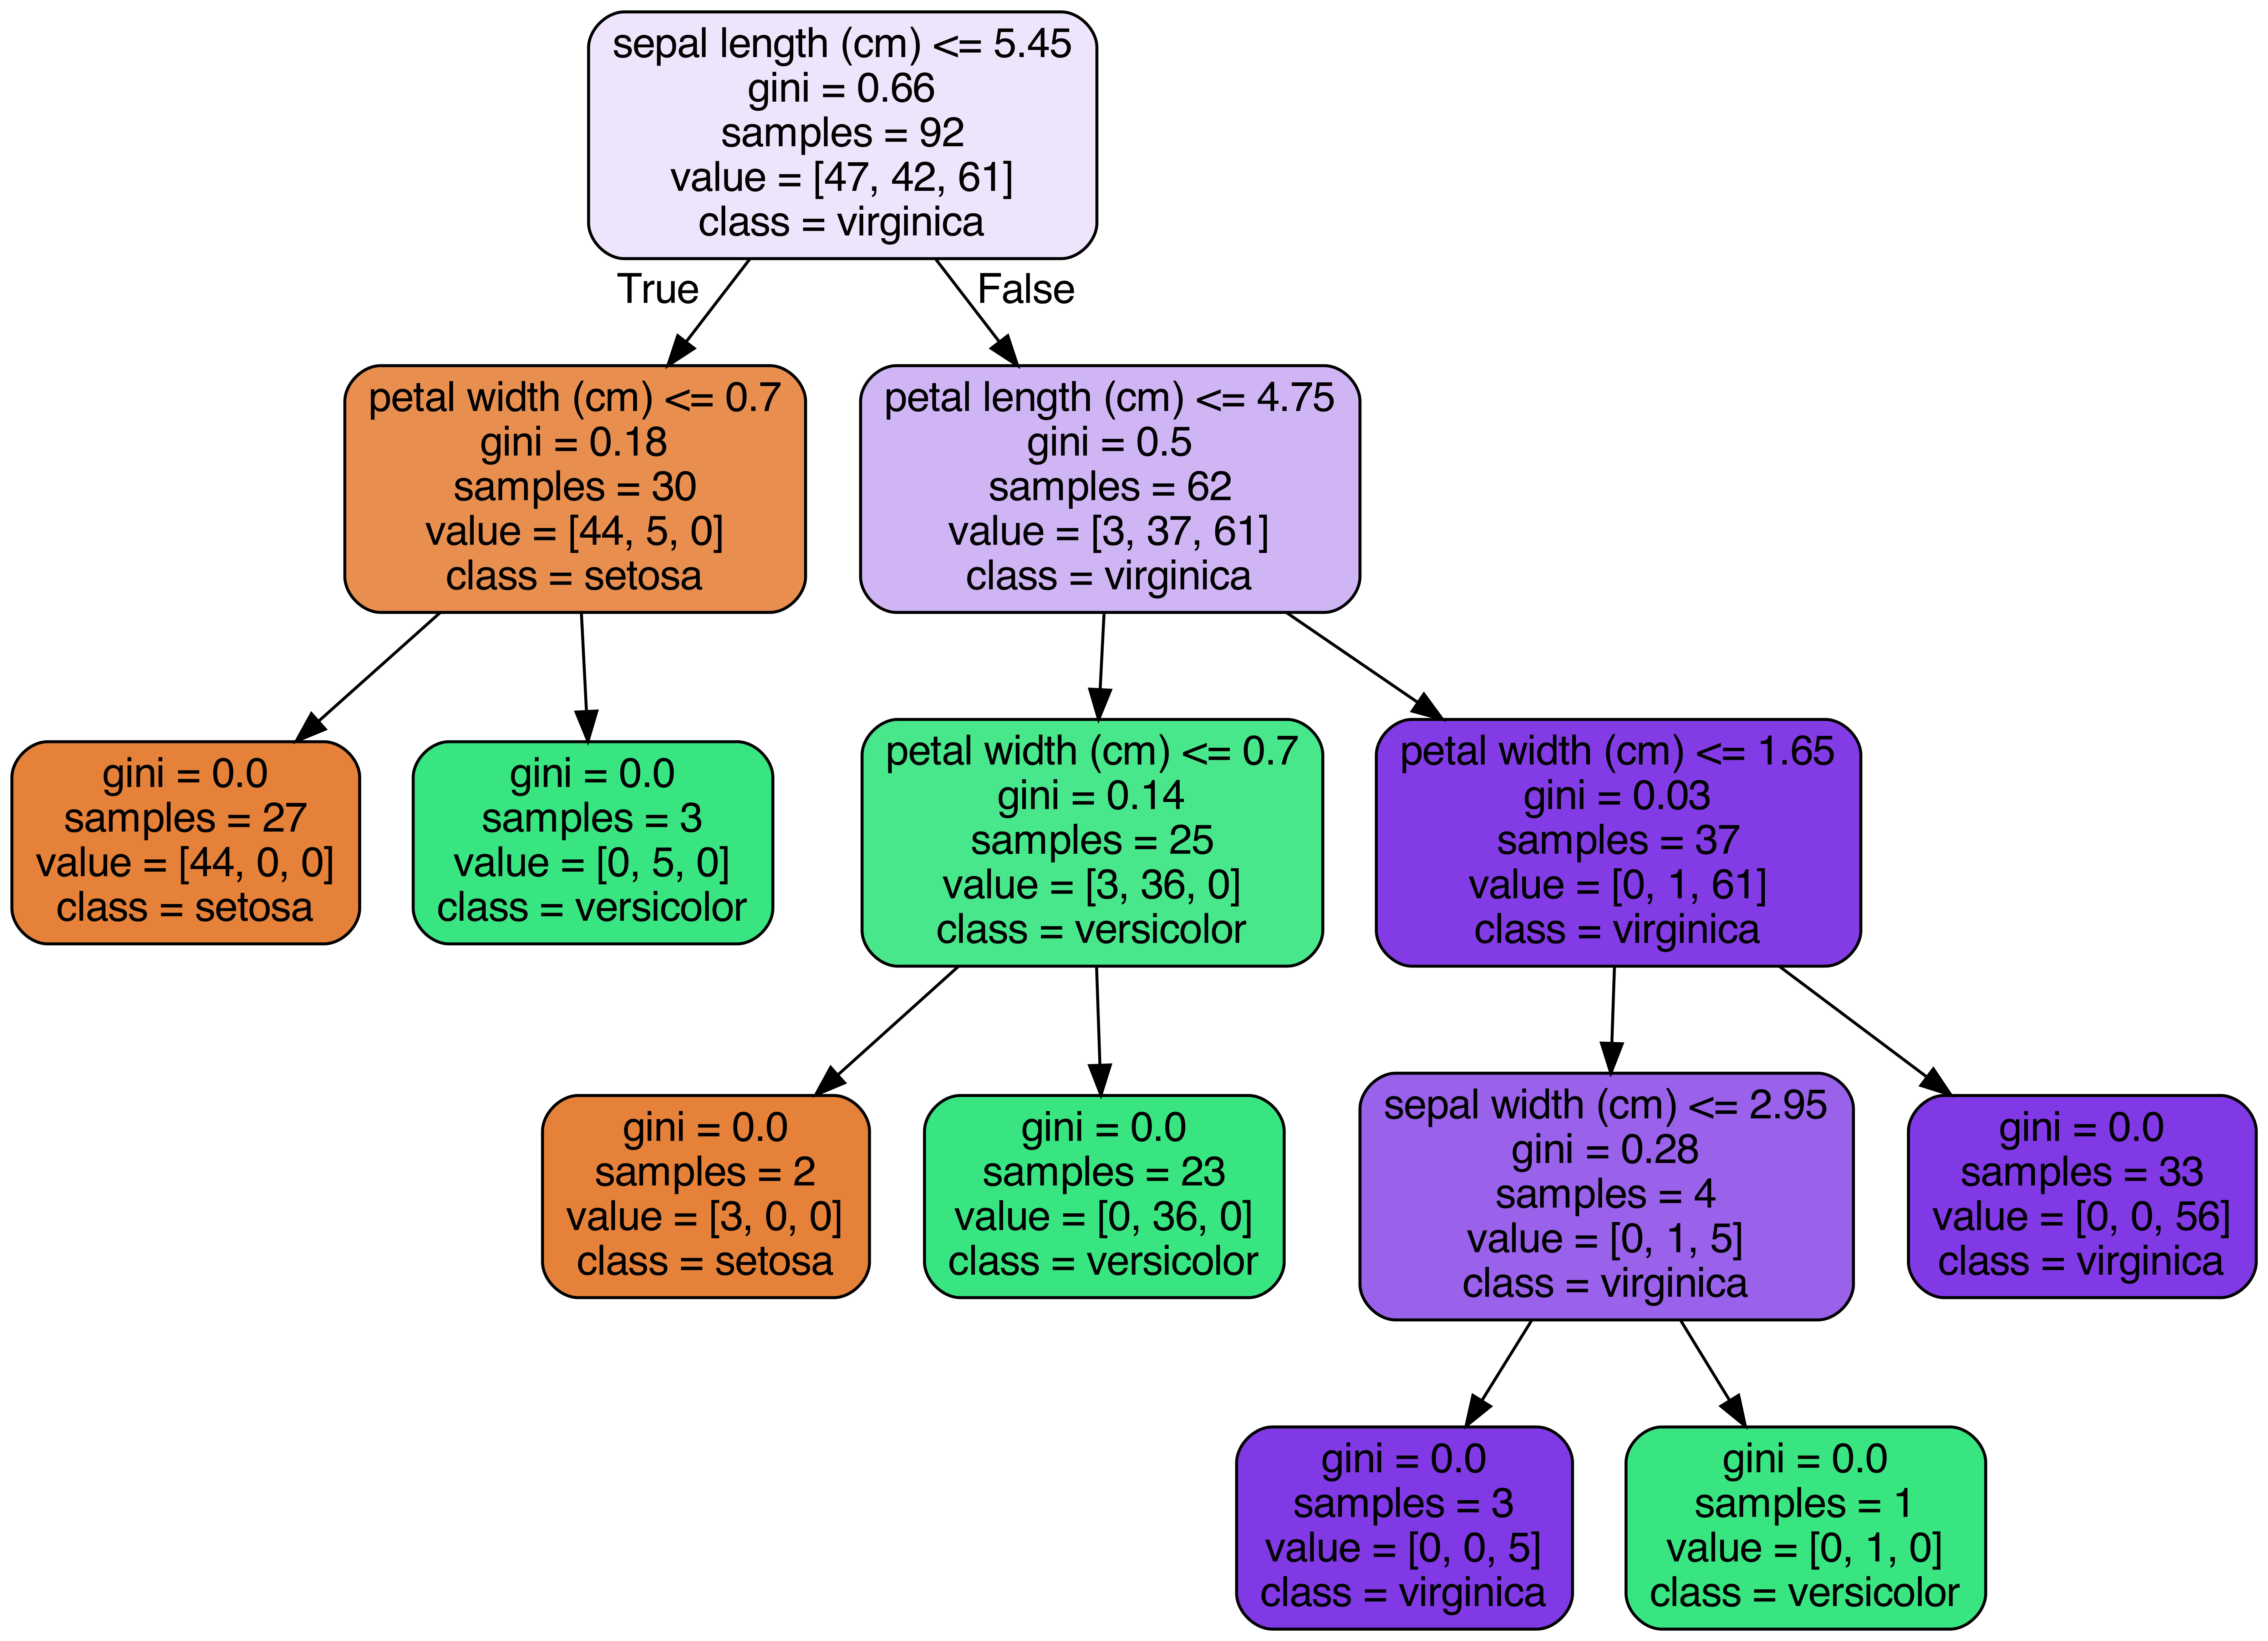 sepal length (cm) <= 5.45
gini = 0.66
samples = 92
value = [47, 42, 61]
class = virginica
True
False
petal width (cm) <= 0.7
gini = 0.18
samples = 30
value = [44, 5, 0]
class = setosa
petal length (cm) <= 4.75
gini = 0.5
samples = 62
value = [3, 37, 61]
class = virginica
gini = 0.0
samples = 27
value = [44, 0, 0]
class = setosa
gini = 0.0
samples = 3
value = [0, 5, 0]
class = versicolor
petal width (cm) <= 0.7
gini = 0.14
samples = 25
value = [3, 36, 0]
class = versicolor
petal width (cm) <= 1.65
gini = 0.03
samples = 37
value = [0, 1, 61]
class = virginica
gini = 0.0
samples = 2
value = [3, 0, 0]
class = setosa
gini = 0.0
samples = 23
value = [0, 36, 0]
class = versicolor
sepal width (cm) <= 2.95
gini = 0.28
samples = 4
value = [0, 1, 5]
class = virginica
gini = 0.0
samples = 33
value = [0, 0, 56]
class = virginica
gini = 0.0
samples = 3
value = [0, 0, 5]
class = virginica
gini = 0.0
samples = 1
value = [0, 1, 0]
class = versicolor